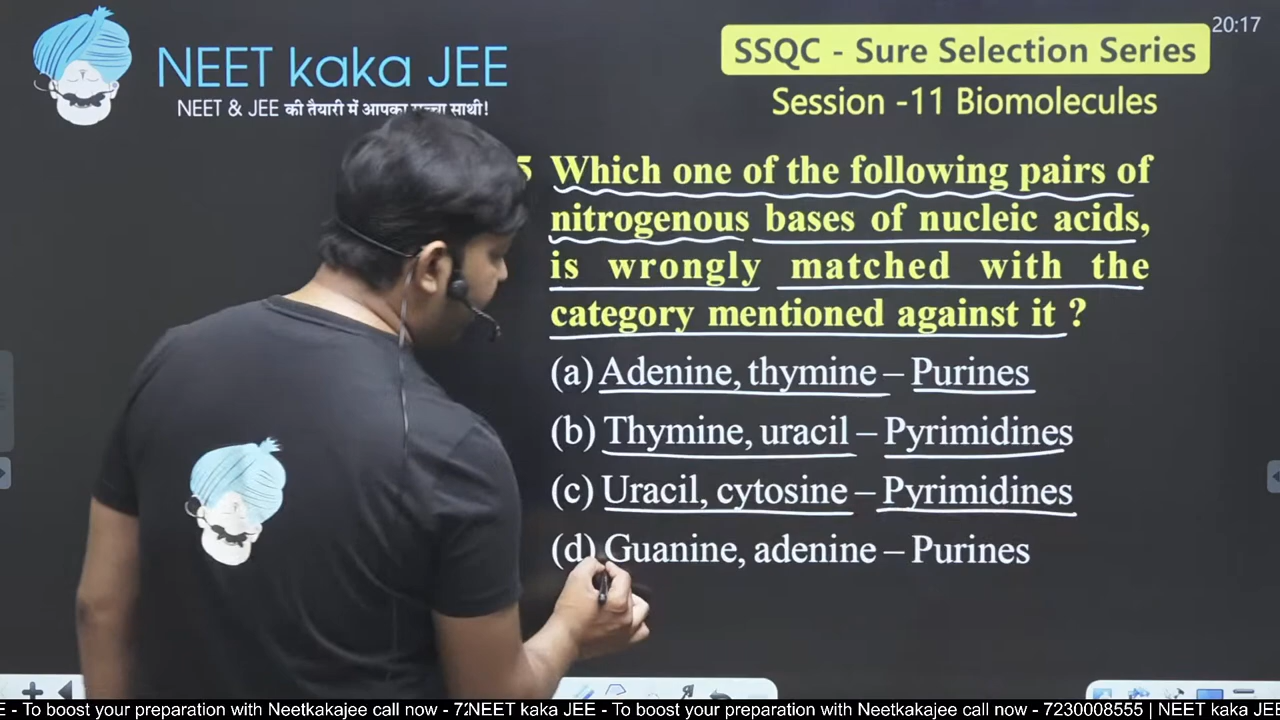 20:17
NEET kaka JEE
NEET & JEE की तैयारी में आपका सच्चा साथी!
SSQC - Sure Selection Series
Session -11 Biomolecules
5 Which one of the following pairs of
nitrogenous bases of nucleic acids,
is wrongly matched with the
category mentioned against it ?
(a) Adenine, thymine – Purines
(b) Thymine, uracil – Pyrimidines
(c) Uracil, cytosine – Pyrimidines
(d) Guanine, adenine – Purines
E - To boost your preparation with Neetkakajee call now - 72NEET kaka JEE - To boost your preparation with Neetkakajee call now - 7230008555 | NEET kaka JEE